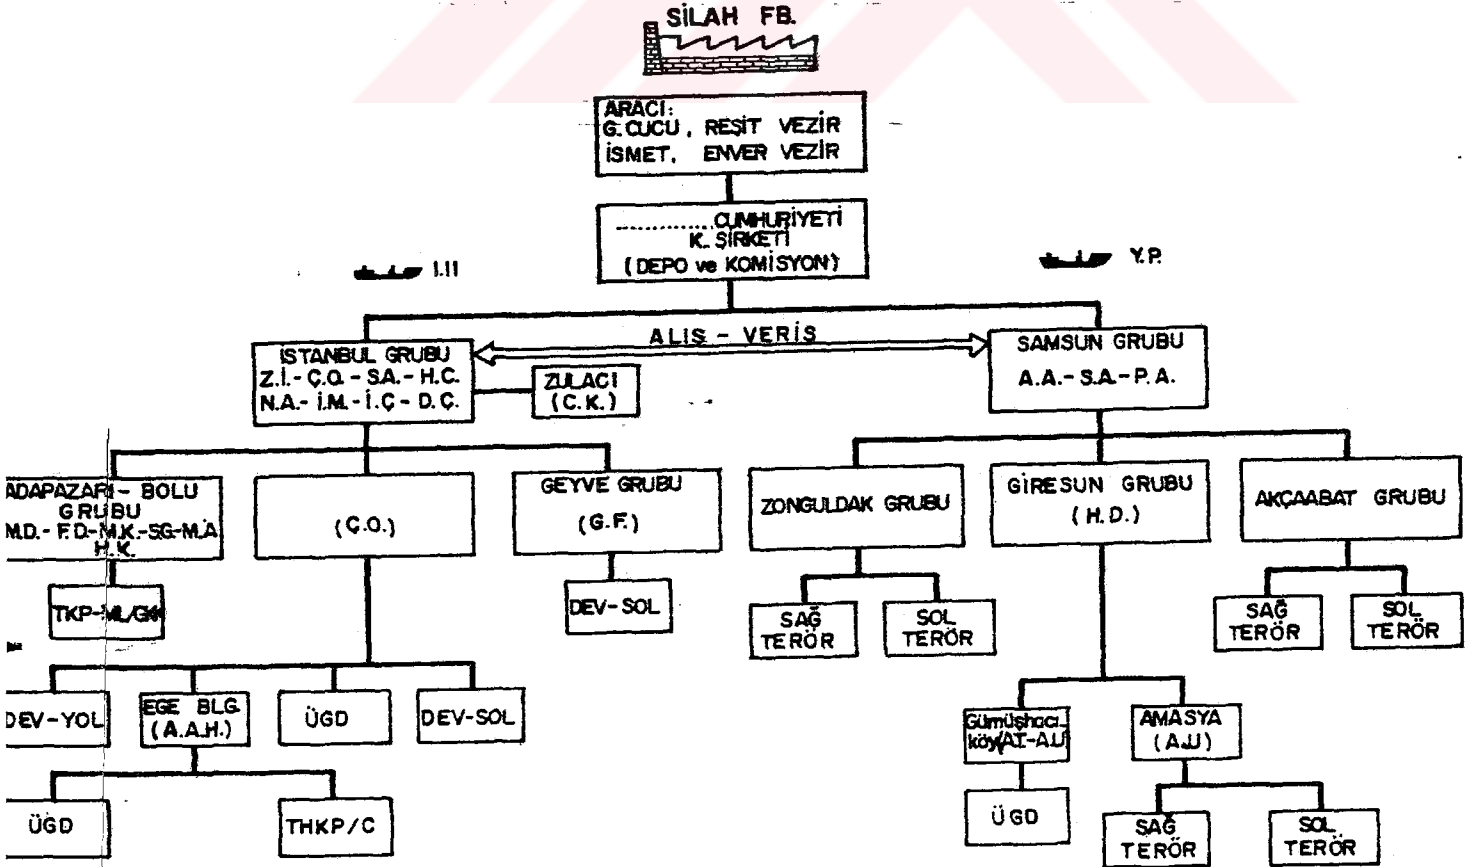 SİLAH FB.
ARACI:
G.CUCU, REŞİT VEZİR
İSMET, ENVER VEZİR
..............CUMHURİYETİ
K. ŞİRKETİ
(DEPO ve KOMİSYON)
I.II
Y.P.
ALIŞ - VERİŞ
İSTANBUL GRUBU
Z.İ.- Ç.O. - S.A. - H.C.
N.A. - İ.M. - İ.Ç - D.Ç.
ZULACI
(C.K.)
SAMSUN GRUBU
A.A. - S.A. - P.A.
ADAPAZARI - BOLU
GRUBU
M.D. - F.D.-M.K.-SG.-M.A
H.K.
(Ç.O.)
GEYVE GRUBU
(G.F.)
ZONGULDAK GRUBU
GİRESUN GRUBU
(H.D.)
AKÇAABAT GRUBU
TKP-ML/
DEV-SOL
SAĞ
TERÖR
SOL
TERÖR
SAĞ
TERÖR
SOL
TERÖR
DEV-YOL
EGE BLG.
(A.A.H.)
ÜGD
DEV-SOL
Gümüşhacı-
köy
AMASYA
(A.U)
ÜGD
THKP/C
ÜGD
SAĞ
TERÖR
SOL
TERÖR